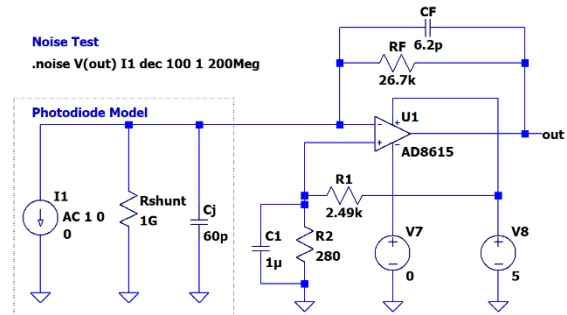 CF
6.2p
Noise Test
RF
.noise V(out) I1 dec 100 1 200Meg
26.7k
Photodiode Model
U1
out
AD8615
R1
I1
Rshunt
2.49k
AC 1 0
1G
Cj
0
60p
C1
R2
V7
V8
1µ
280
0
5